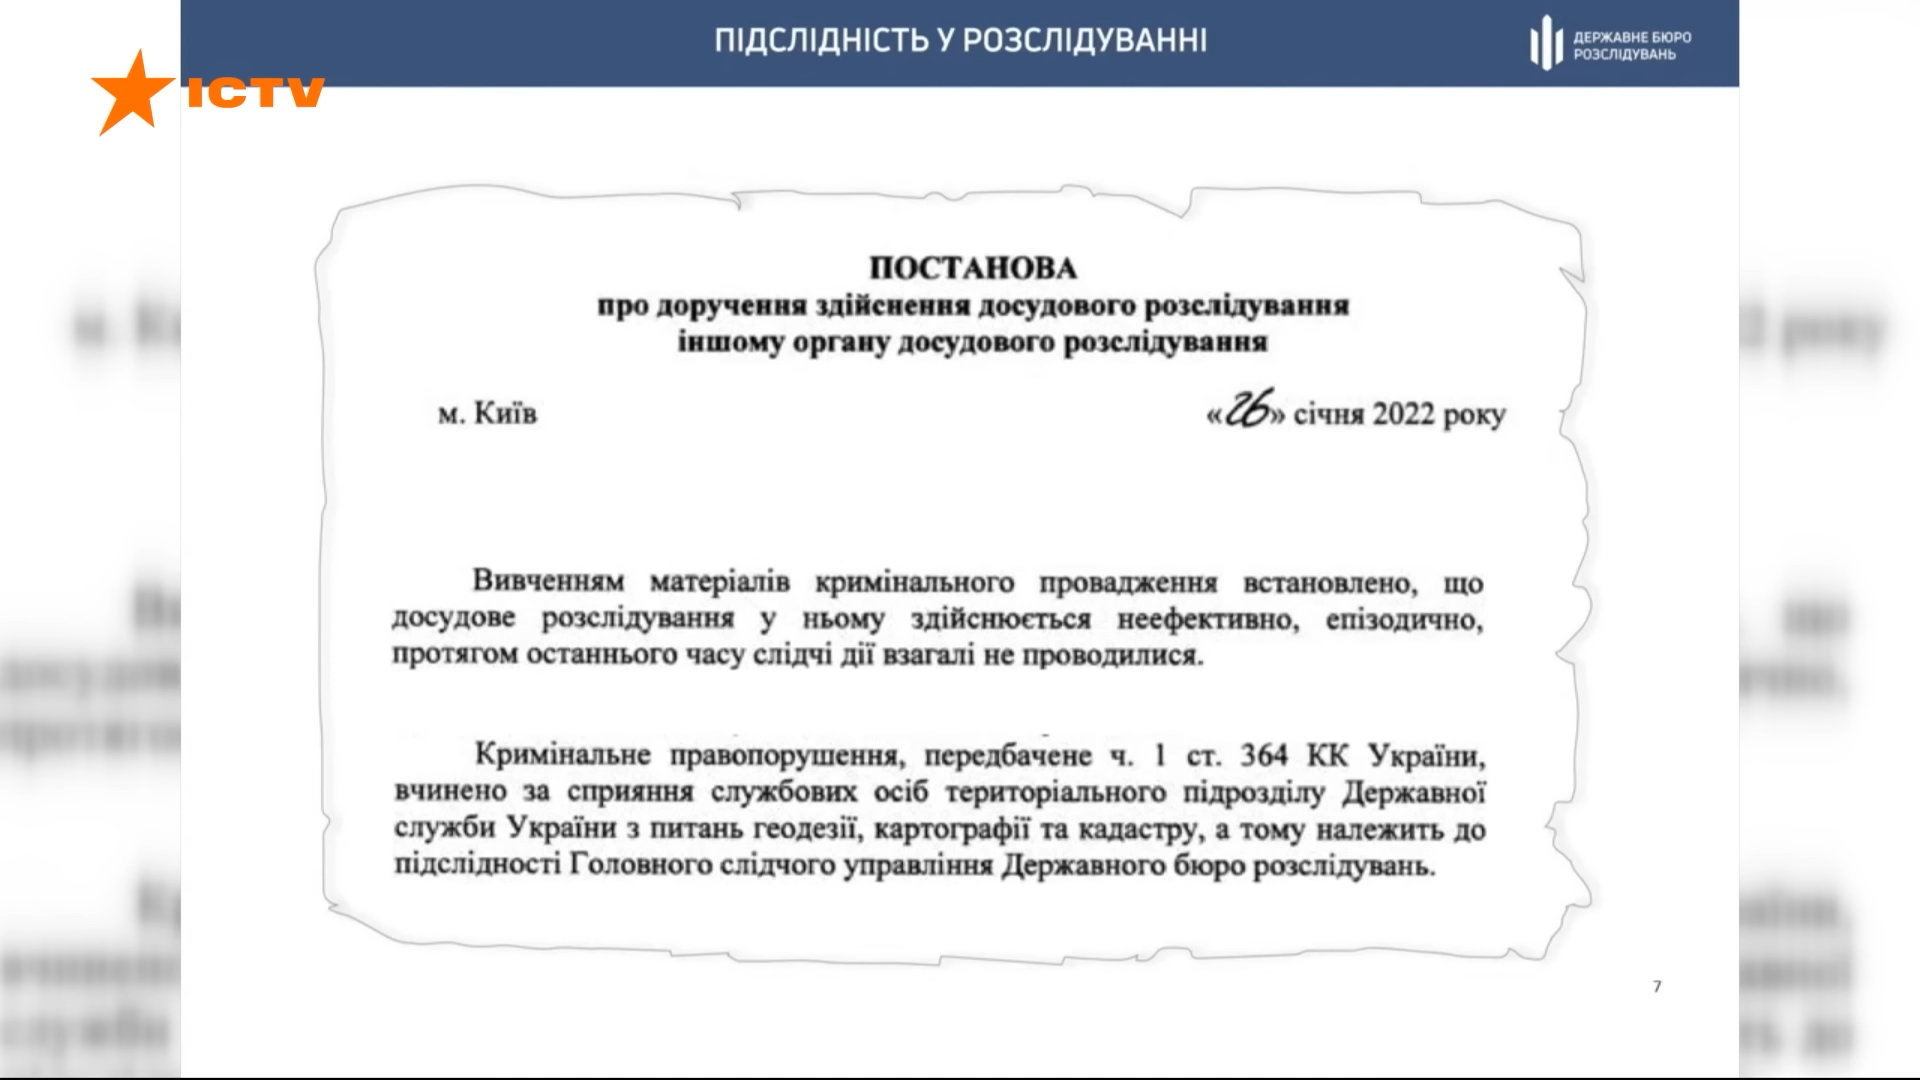 ПІДСЛІДНІСТЬ У РОЗСЛІДУВАННІ
ДЕРЖАВНЕ БЮРО
РОЗСЛІДУВАНЬ
ICTV
ПОСТАНОВА
про доручення здійснення досудового розслідування
іншому органу досудового розслідування
м. Київ
«26» січня 2022 року
Вивченням матеріалів кримінального провадження встановлено, що
досудове розслідування у ньому здійснюється неефективно, епізодично,
протягом останнього часу слідчі дії взагалі не проводилися.
Кримінальне правопорушення, передбачене ч. 1 ст. 364 КК України,
вчинено за сприяння службових осіб територіального підрозділу Державної
служби України з питань геодезії, картографії та кадастру, а тому належить до
підслідності Головного слідчого управління Державного бюро розслідувань.
7